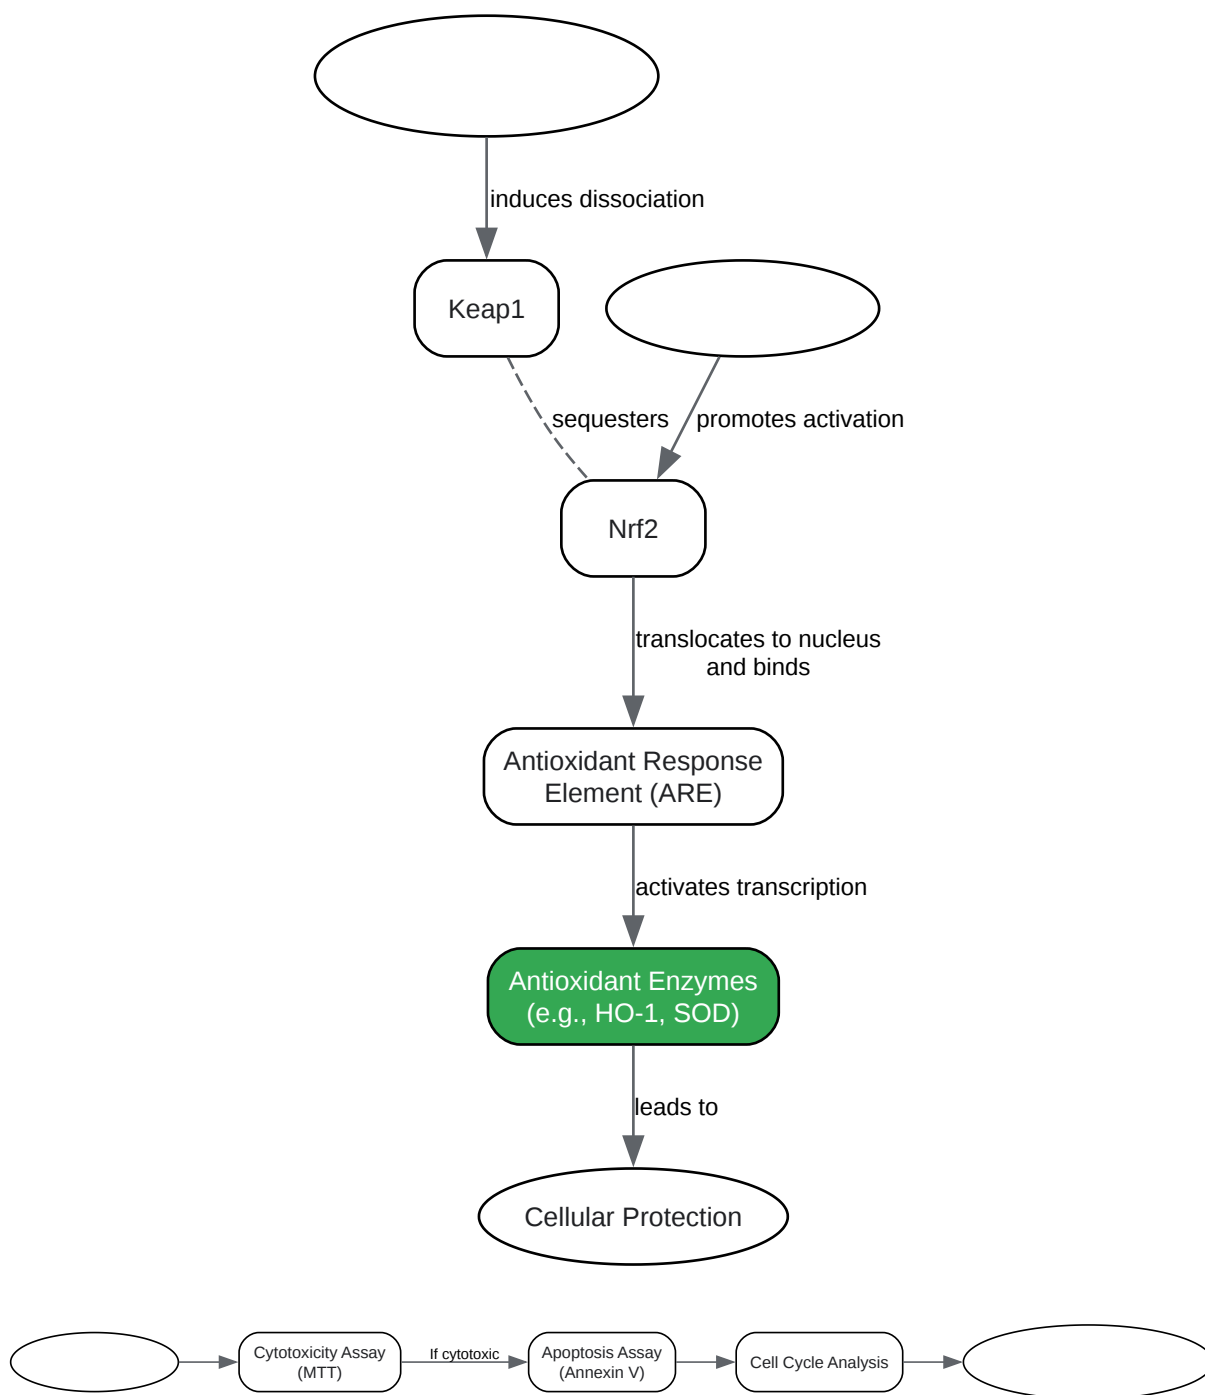 induces dissociation
Keap1
sequesters
promotes activation
Nrf2
translocates to nucleus
and binds
Antioxidant Response
Element (ARE)
activates transcription
Antioxidant Enzymes
(e.g., HO-1, SOD)
leads to
Cellular Protection
Cytotoxicity Assay
(MTT)
If cytotoxic
Apoptosis Assay
(Annexin V)
Cell Cycle Analysis